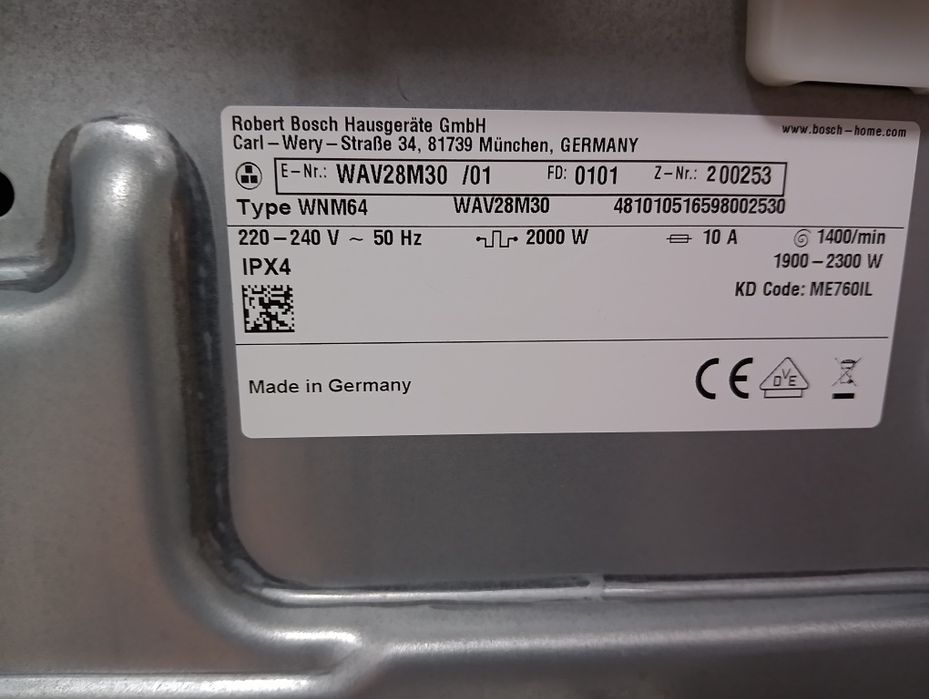 Robert Bosch Hausgeräte GmbH
Carl-Wery-Straße 34, 81739 München, GERMANY
www.bosch-home.com
E-Nr.: WAV28M30 /01 FD: 0101 Z-Nr.: 200253
Type WNM64 WAV28M30 481010516598002530
220-240 V ~ 50 Hz 2000 W 10 A 1400/min
IPX4 1900-2300 W
KD Code: ME760IL
Made in Germany CE DVE